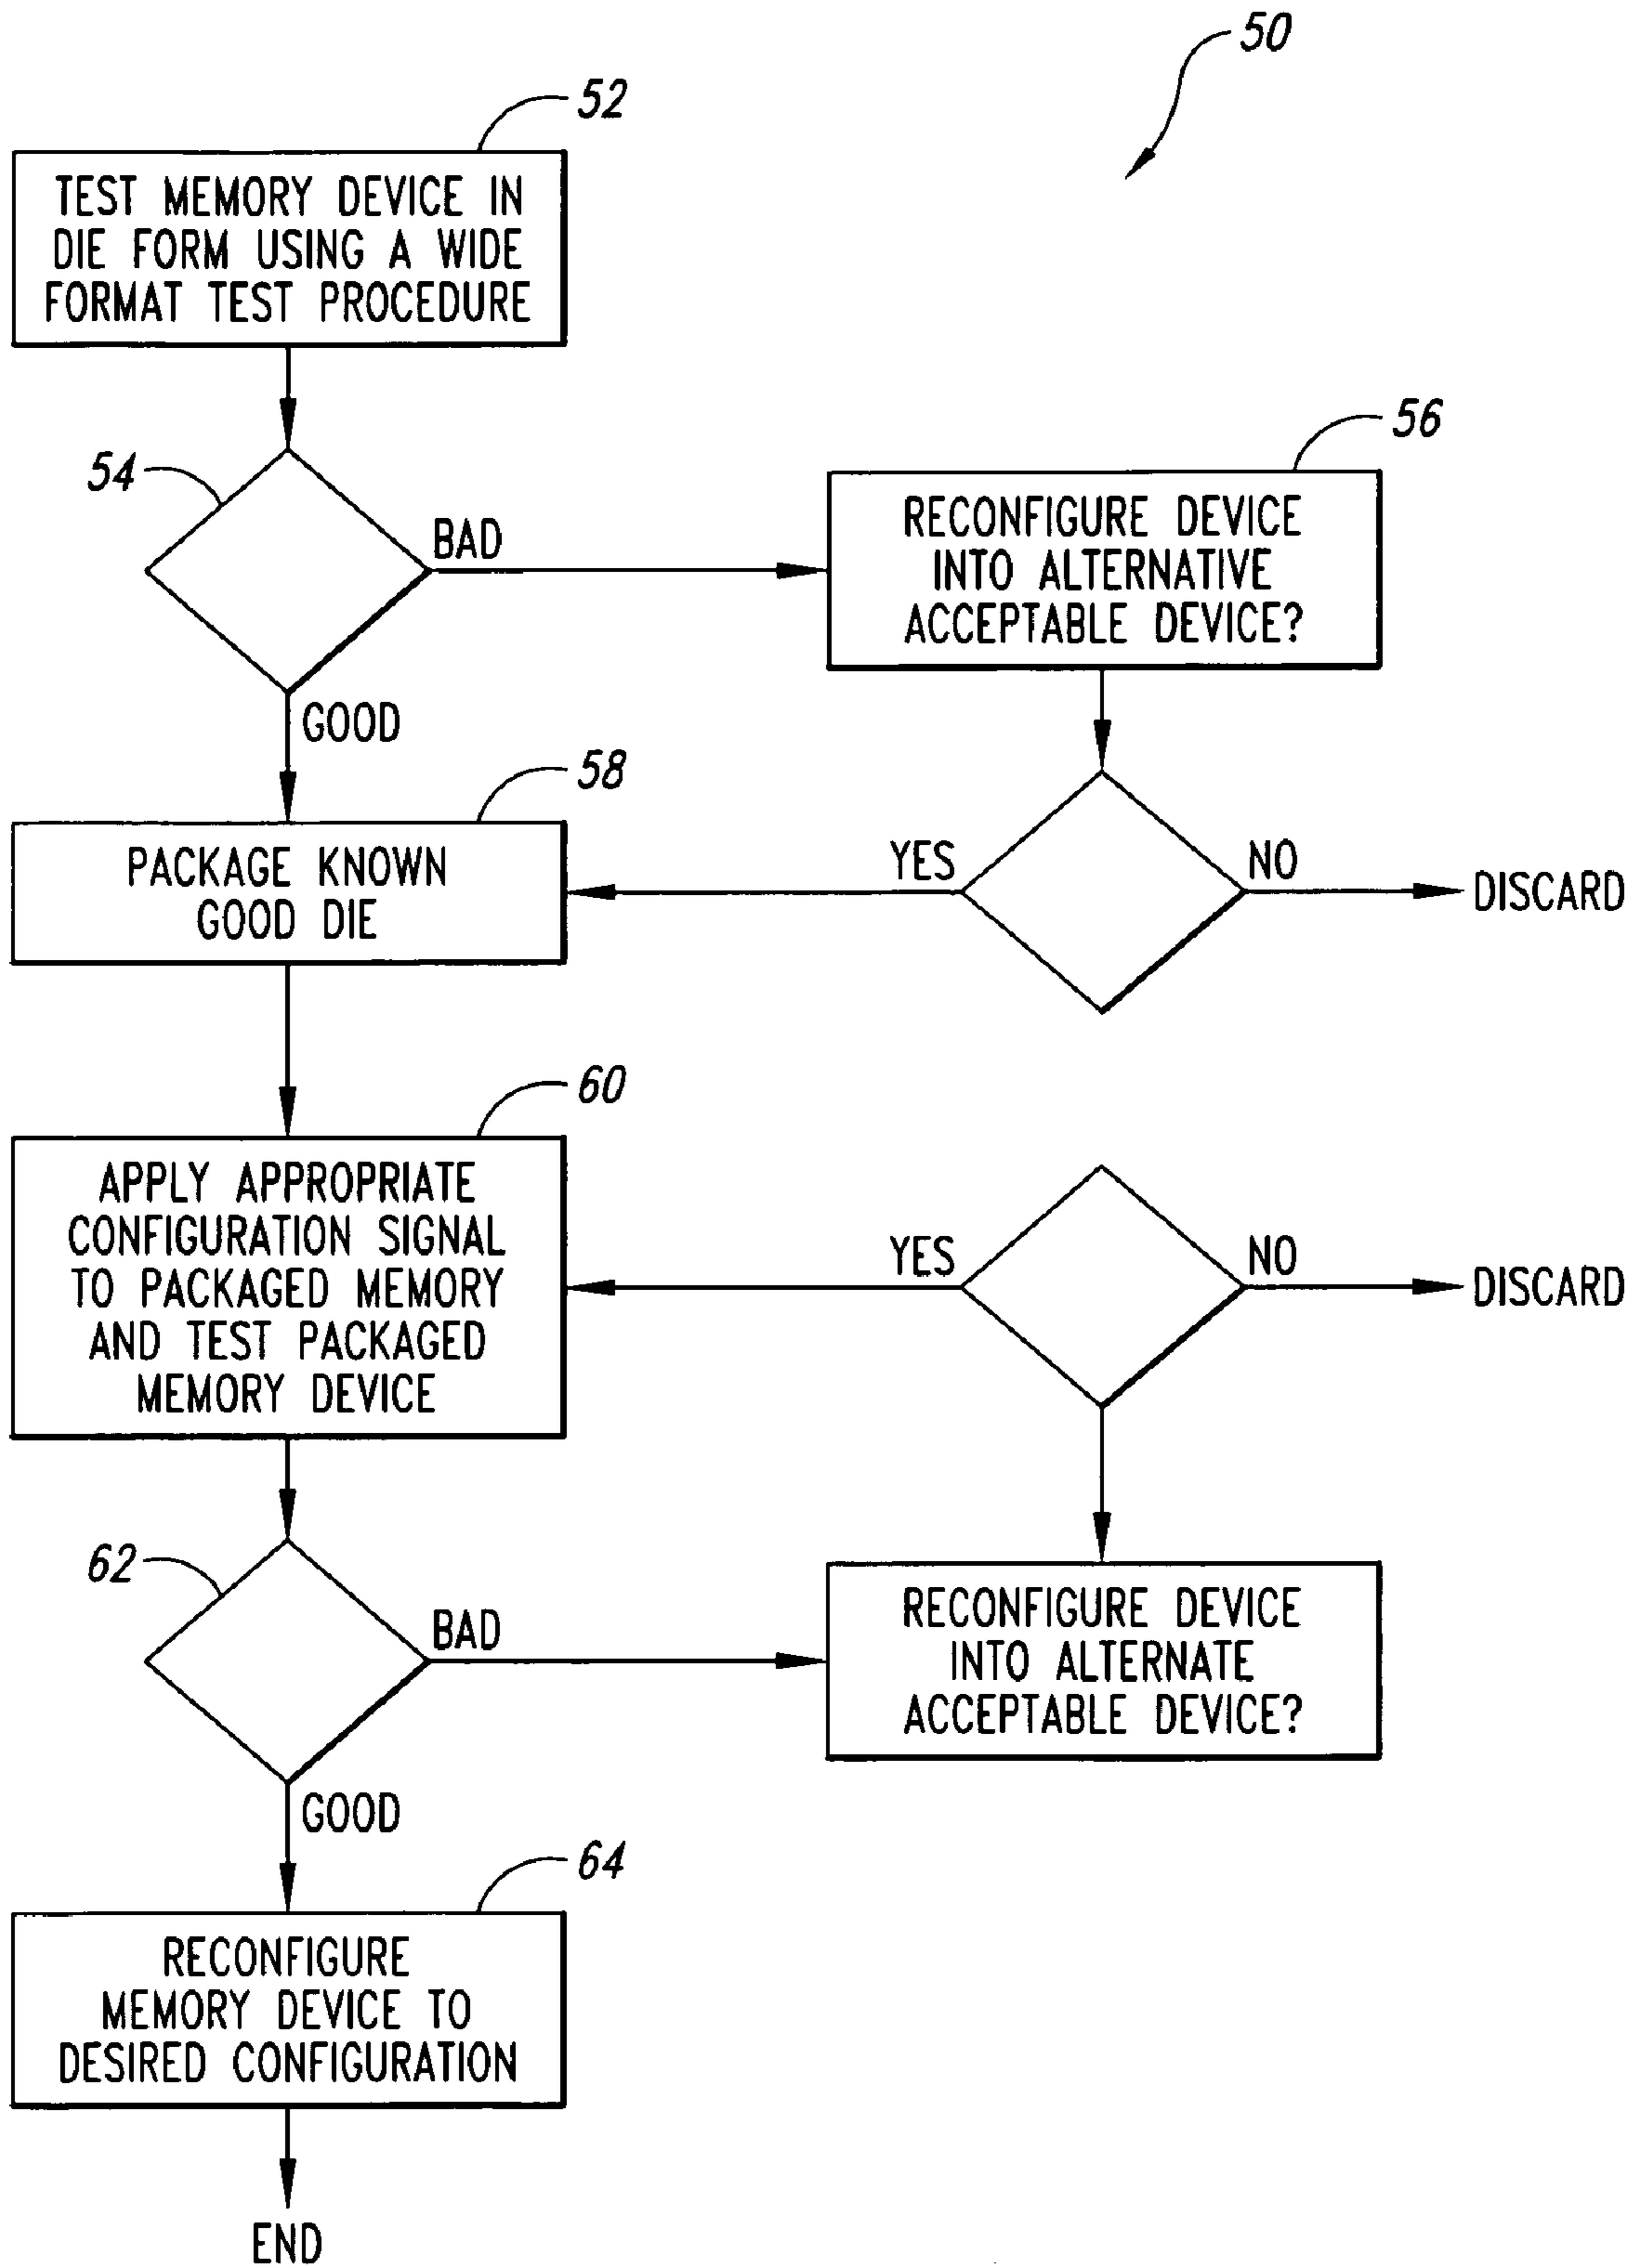 50
52
TEST MEMORY DEVICE IN
DIE FORM USING A WIDE
FORMAT TEST PROCEDURE
54
BAD
56
RECONFIGURE DEVICE
INTO ALTERNATIVE
ACCEPTABLE DEVICE?
GOOD
58
PACKAGE KNOWN
GOOD DIE
YES
NO
DISCARD
60
APPLY APPROPRIATE
CONFIGURATION SIGNAL
TO PACKAGED MEMORY
AND TEST PACKAGED
MEMORY DEVICE
YES
NO
DISCARD
62
BAD
RECONFIGURE DEVICE
INTO ALTERNATE
ACCEPTABLE DEVICE?
GOOD
64
RECONFIGURE
MEMORY DEVICE TO
DESIRED CONFIGURATION
END